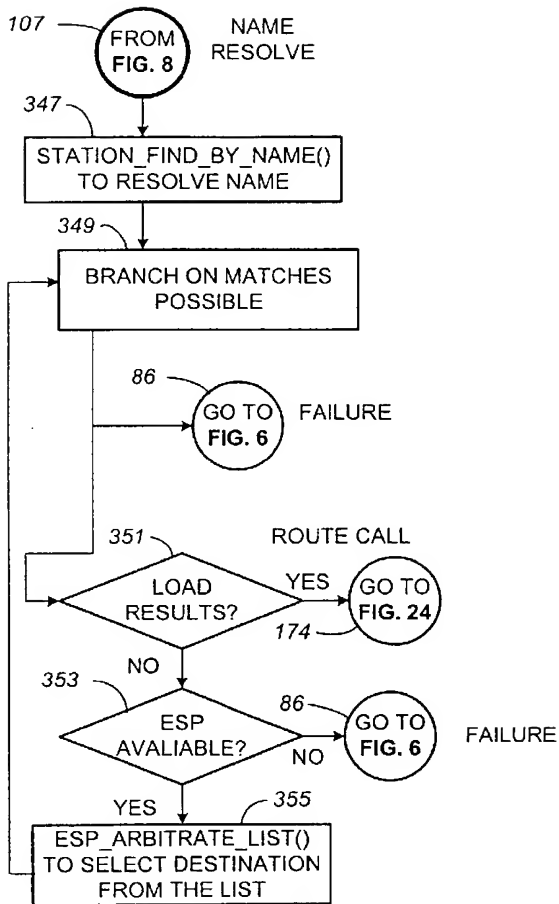 107
FROM
FIG. 8
NAME
RESOLVE
347
STATION_FIND_BY_NAME()
TO RESOLVE NAME
349
BRANCH ON MATCHES
POSSIBLE
86
GO TO
FIG. 6
FAILURE
351
LOAD
RESULTS?
YES
ROUTE CALL
GO TO
FIG. 24
174
NO
353
ESP
AVALIABLE?
NO
86
GO TO
FIG. 6
FAILURE
YES
355
ESP_ARBITRATE_LIST()
TO SELECT DESTINATION
FROM THE LIST